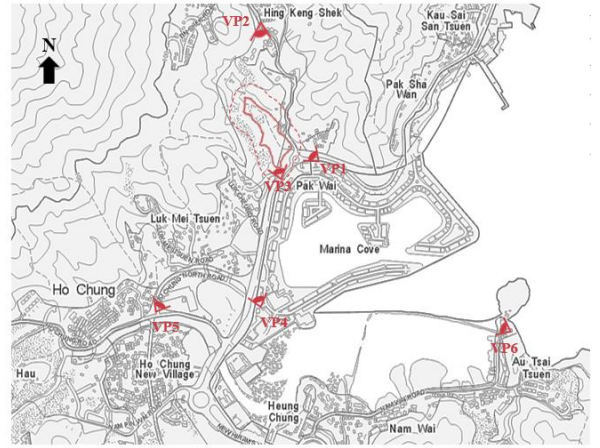 Hing Keng Shek
VP2
Kau Sai
San Tsuen
N
Pak Sha
Wan
VP1
VP3
Pak Wai
Luk Mei Tsuen
Marina Cove
Ho Chung
VP5
VP4
VP6
Ho Chung
New Village
Au Tsai
Tsuen
Hau
Heung
Chung
Nam Wai